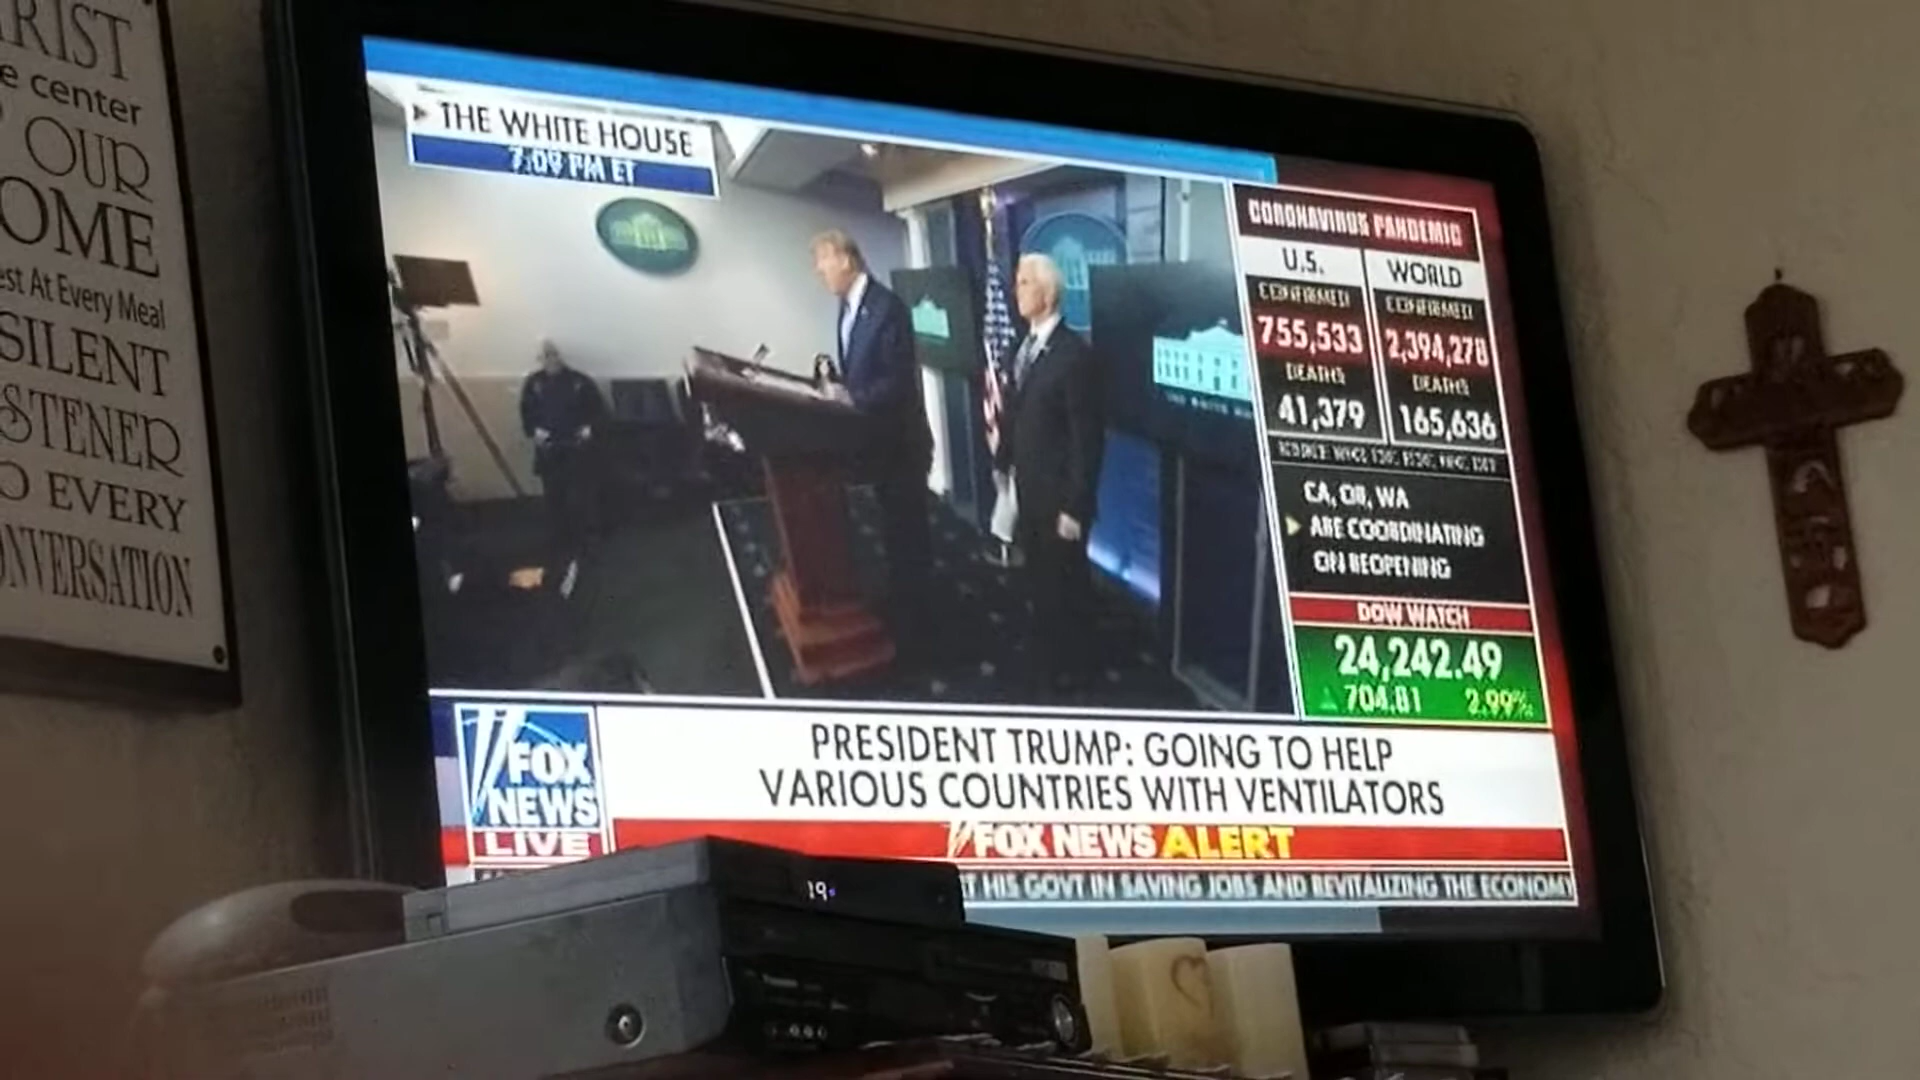 RIST
e center
OUR
OME
est At Every Meal
SILENT
STENER
O EVERY
ONVERSATION
THE WHITE HOUSE
7:09 PM ET
CORONAVIRUS PANDEMIC
U.S. WORLD
CONFIRMED CONFIRMED
755,533 2,394,278
DEATHS DEATHS
41,379 165,636
CA, OR, WA
ARE COORDINATING
ON REOPENING
DOW WATCH
24,242.49
704.81 2.99%
FOX
NEWS
LIVE
PRESIDENT TRUMP: GOING TO HELP
VARIOUS COUNTRIES WITH VENTILATORS
FOX NEWS ALERT
T HIS GOVT IN SAVING JOBS AND REVITALIZING THE ECONOMY
19